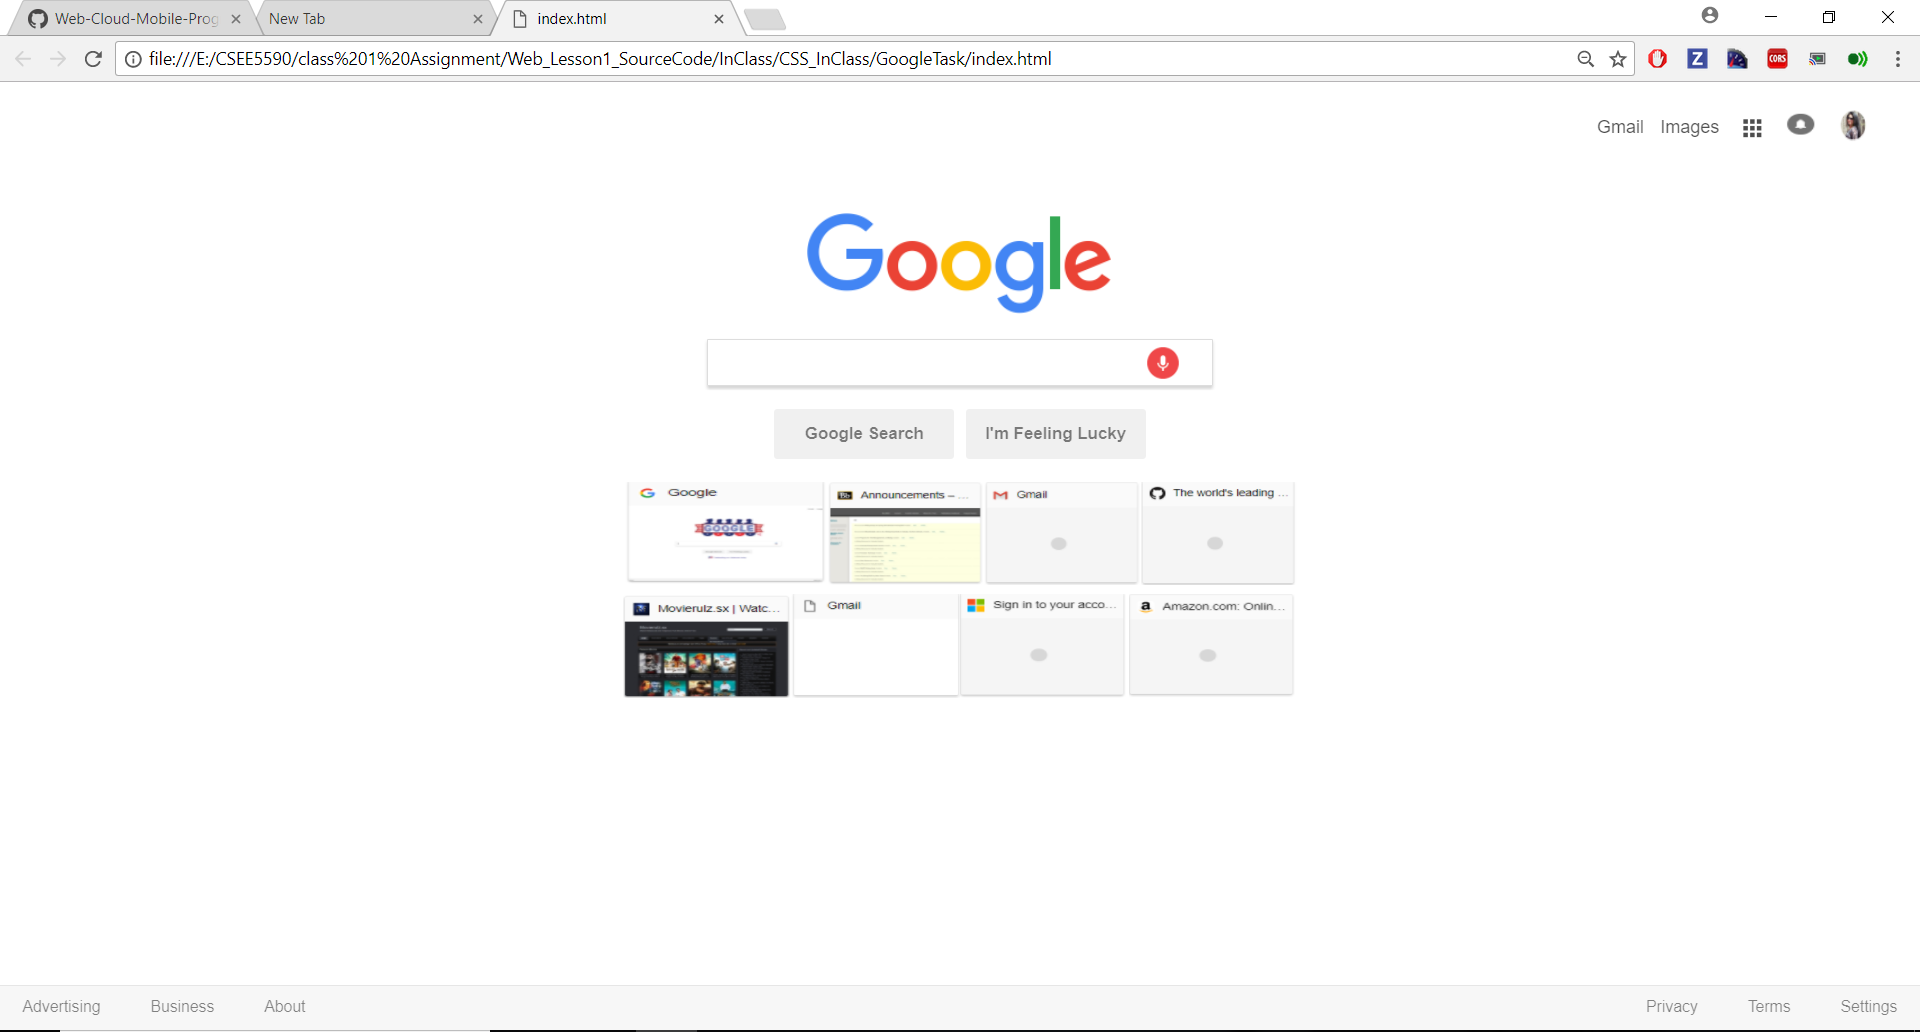 Web-Cloud-Mobile-Prog
New Tab
index.html
file:///E:/CSEE5590/class%201%20Assignment/Web_Lesson1_SourceCode/InClass/CSS_InClass/GoogleTask/index.html
Z
CORS
Gmail Images
Google
Google Search I'm Feeling Lucky
Google
Announcements – ...
Gmail
The world's leading ...
GOOGLE
Movierulz.sx | Watc...
Gmail
Sign in to your acco...
Amazon.com: Onlin...
Advertising Business About Privacy Terms Settings